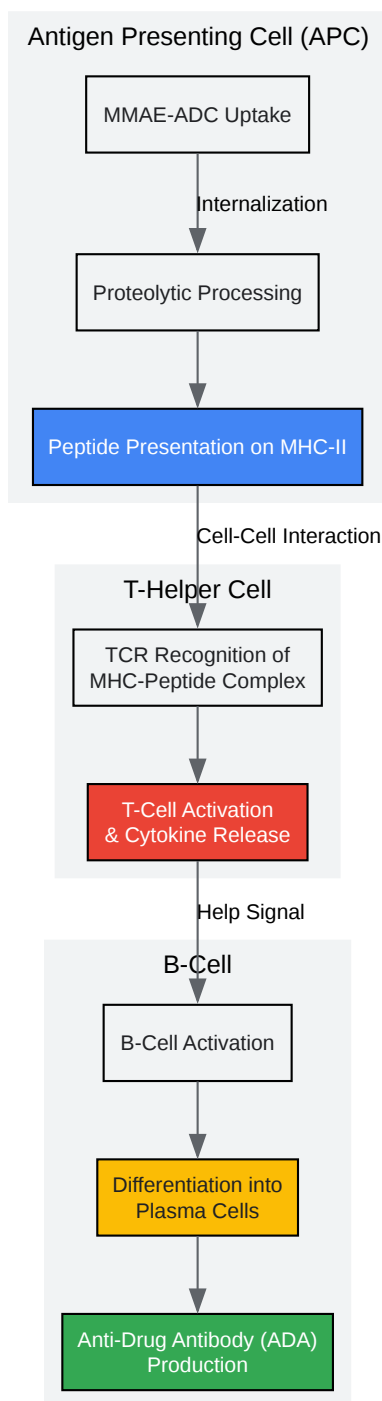 Antigen Presenting Cell (APC)
MMAE-ADC Uptake
Internalization
Proteolytic Processing
Peptide Presentation on MHC-II
Cell-Cell Interaction
T-Helper Cell
TCR Recognition of
MHC-Peptide Complex
T-Cell Activation
& Cytokine Release
Help Signal
B-Cell
B-Cell Activation
Differentiation into
Plasma Cells
Anti-Drug Antibody (ADA)
Production